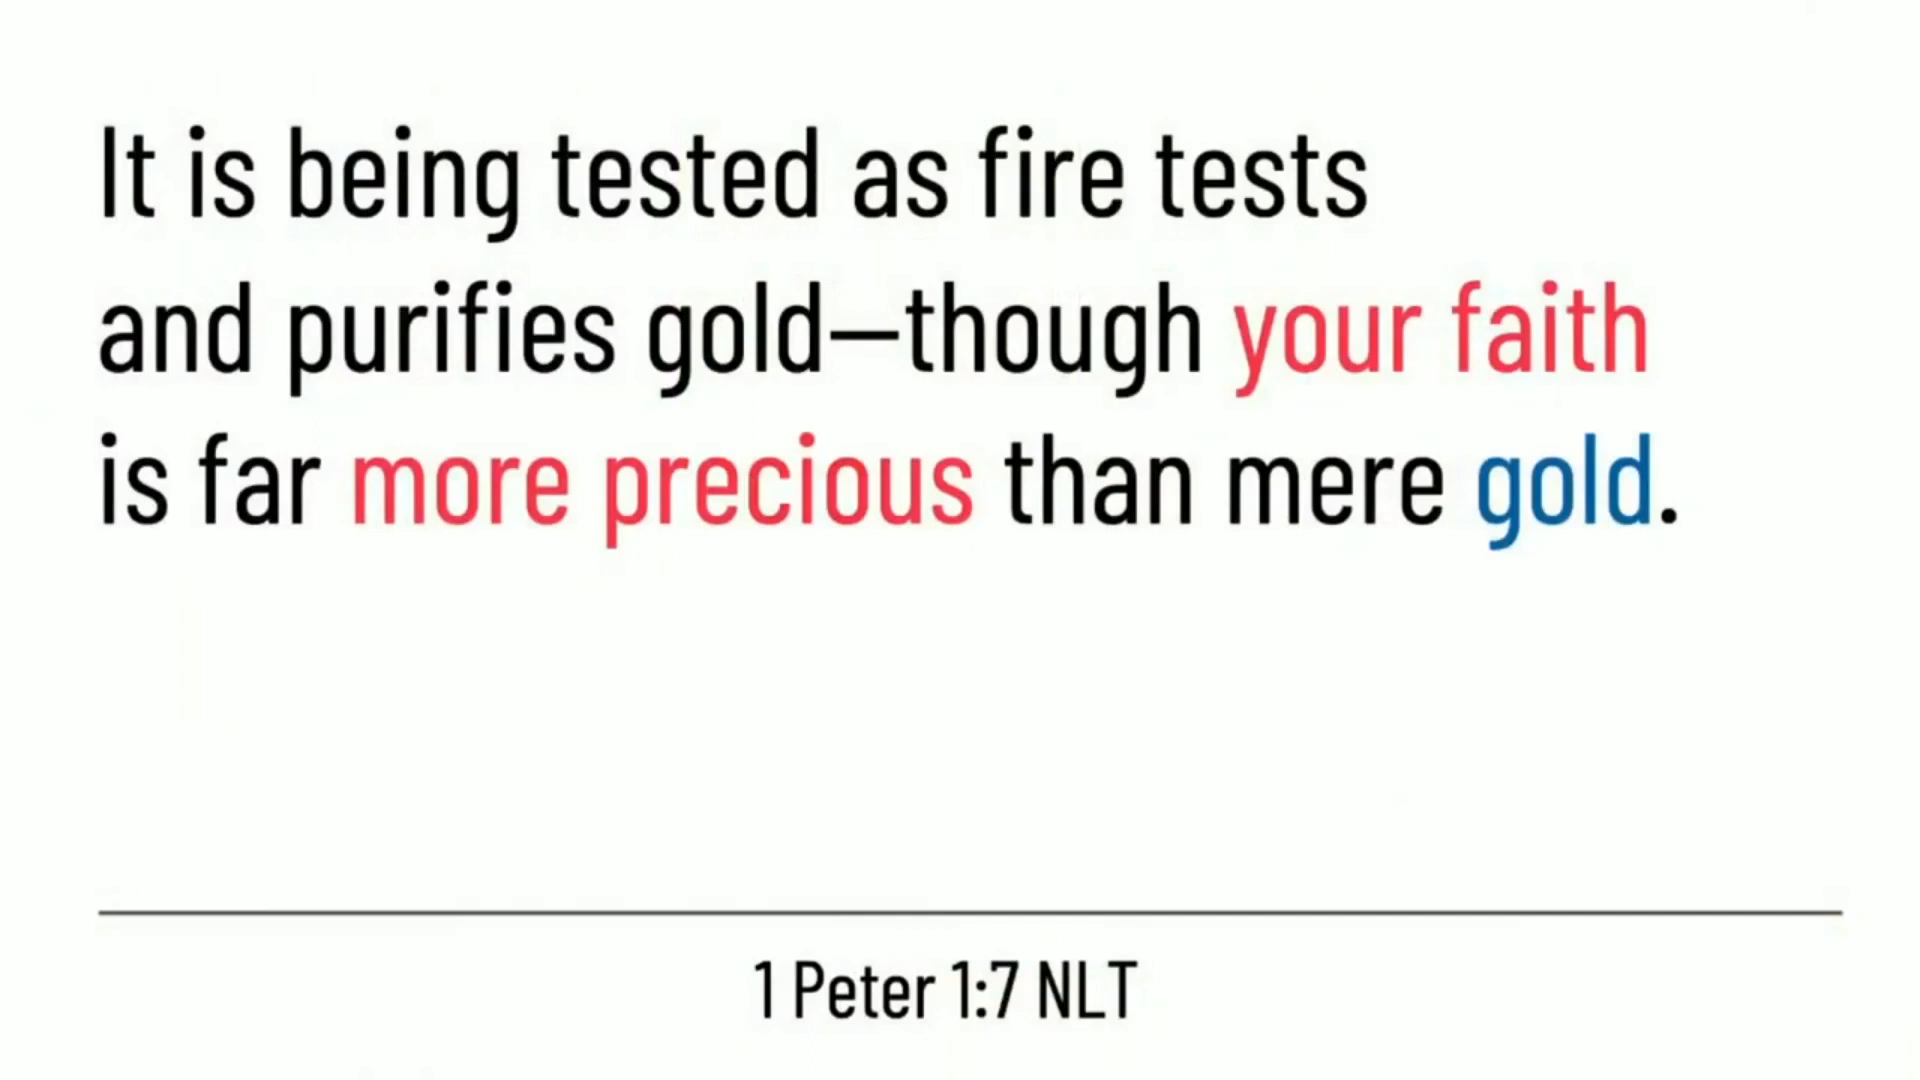 It is being tested as fire tests
and purifies gold—though your faith
is far more precious than mere gold.
1 Peter 1:7 NLT